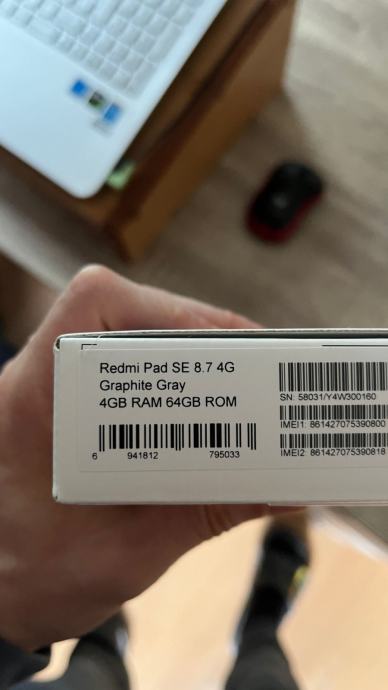 Redmi Pad SE 8.7 4G
Graphite Gray
4GB RAM 64GB ROM
6 941812 795033
SN: 58031/Y4W300160
IMEI1: 861427075390800
IMEI2: 861427075390818